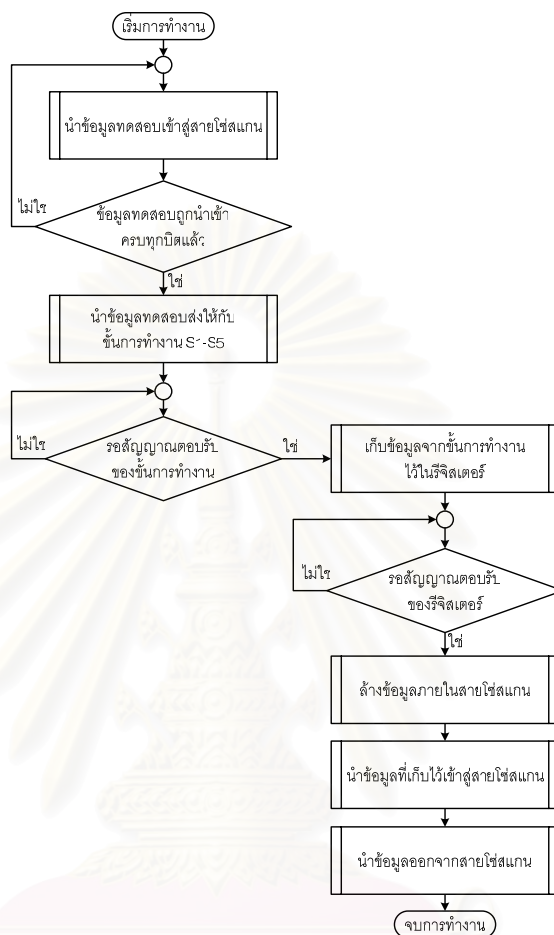 เริ่มการทำงาน
นำข้อมูลทดสอบเข้าสู่สายโซ่สแกน
ไม่ใช่
ข้อมูลทดสอบถูกนำเข้า
ครบทุกบิตแล้ว
ใช่
นำข้อมูลทดสอบส่งให้กับ
ขั้นการทำงาน S1-S5
ไม่ใช่
รอสัญญาณตอบรับ
ของขั้นการทำงาน
ใช่
เก็บข้อมูลจากขั้นการทำงาน
ไว้ในรีจิสเตอร์
ไม่ใช่
รอสัญญาณตอบรับ
ของรีจิสเตอร์
ใช่
ล้างข้อมูลภายในสายโซ่สแกน
นำข้อมูลที่เก็บไว้เข้าสู่สายโซ่สแกน
นำข้อมูลออกจากสายโซ่สแกน
จบการทำงาน